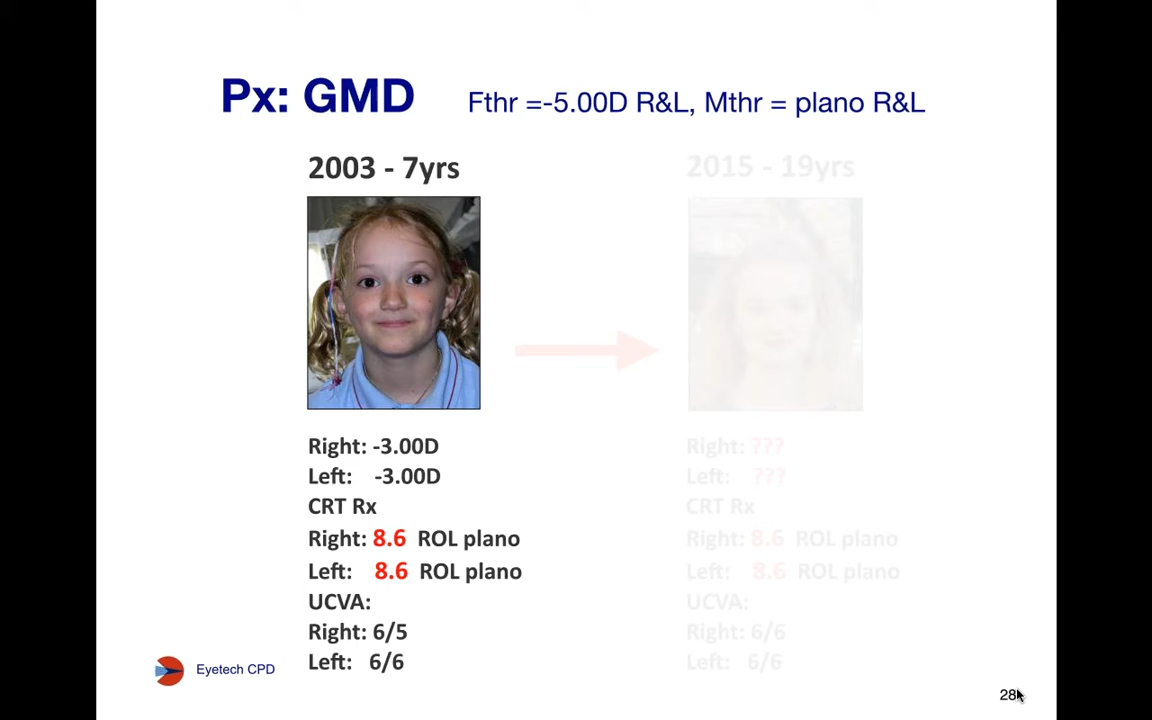 Px: GMD Fthr =-5.00D R&L, Mthr = plano R&L
2003 - 7yrs
Right: -3.00D
Left: -3.00D
CRT Rx
Right: 8.6 ROL plano
Left: 8.6 ROL plano
UCVA:
Right: 6/5
Left: 6/6
2015 - 19yrs
Right: ???
Left: ???
CRT Rx
Right: 8.6 ROL plano
Left: 8.6 ROL plano
UCVA:
Right: 6/6
Left: 6/6
Eyetech CPD
28